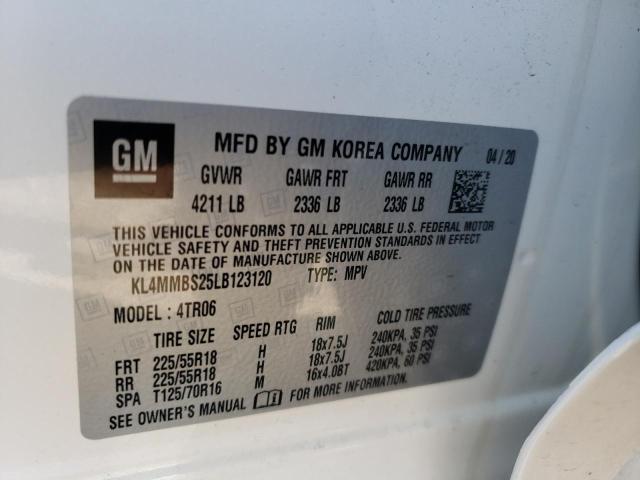 GM
MFD BY GM KOREA COMPANY 04/20
GVWR GAWR FRT GAWR RR
4211 LB 2336 LB 2336 LB
THIS VEHICLE CONFORMS TO ALL APPLICABLE U.S. FEDERAL MOTOR
VEHICLE SAFETY AND THEFT PREVENTION STANDARDS IN EFFECT
ON THE DATE OF MANUFACTURE SHOWN ABOVE.
KL4MMBS25LB123120 TYPE: MPV
MODEL: 4TR06
TIRE SIZE SPEED RTG RIM COLD TIRE PRESSURE
FRT 225/55R18 H 18x7.5J 240KPA, 35 PSI
RR 225/55R18 H 18x7.5J 240KPA, 35 PSI
SPA T125/70R16 M 16x4.0BT 420KPA, 60 PSI
SEE OWNER'S MANUAL FOR MORE INFORMATION.